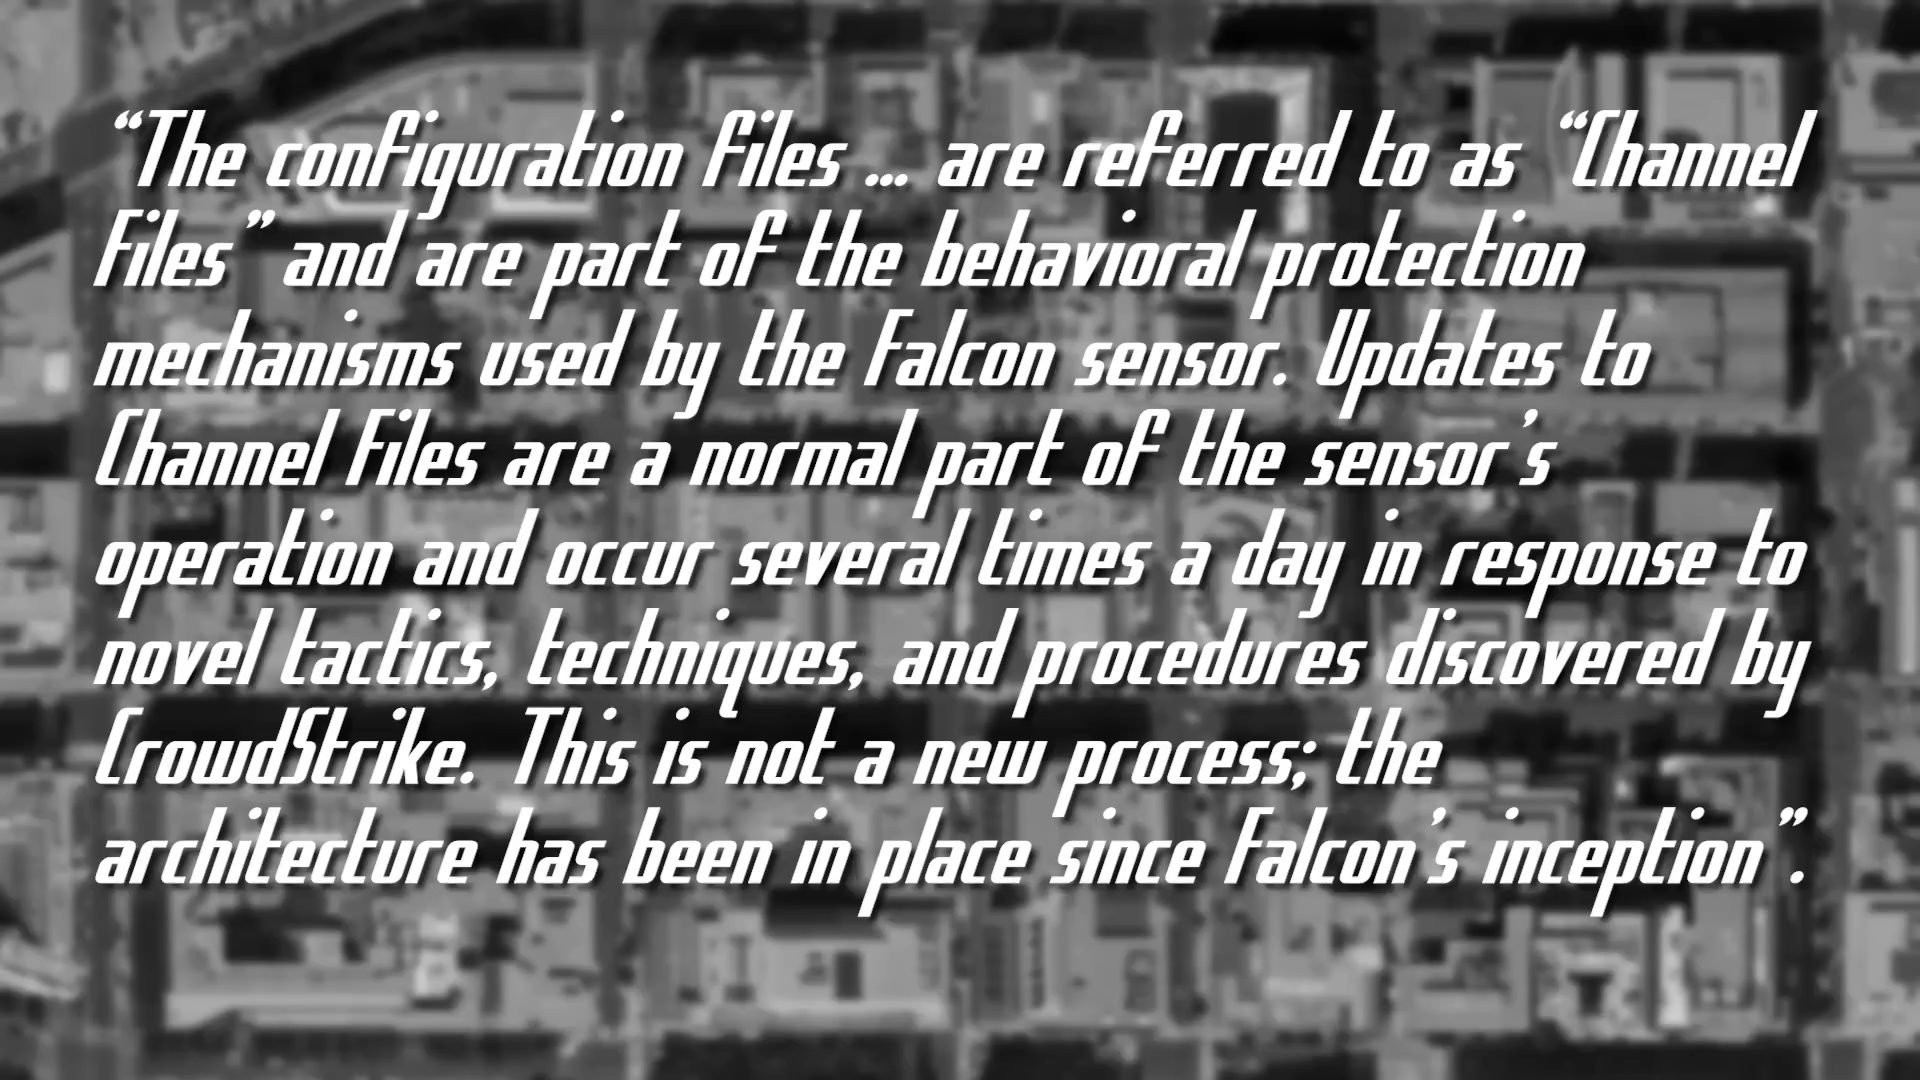 “The configuration files ... are referred to as “Channel
Files” and are part of the behavioral protection
mechanisms used by the Falcon sensor. Updates to
Channel Files are a normal part of the sensor’s
operation and occur several times a day in response to
novel tactics, techniques, and procedures discovered by
CrowdStrike. This is not a new process; the
architecture has been in place since Falcon’s inception”.